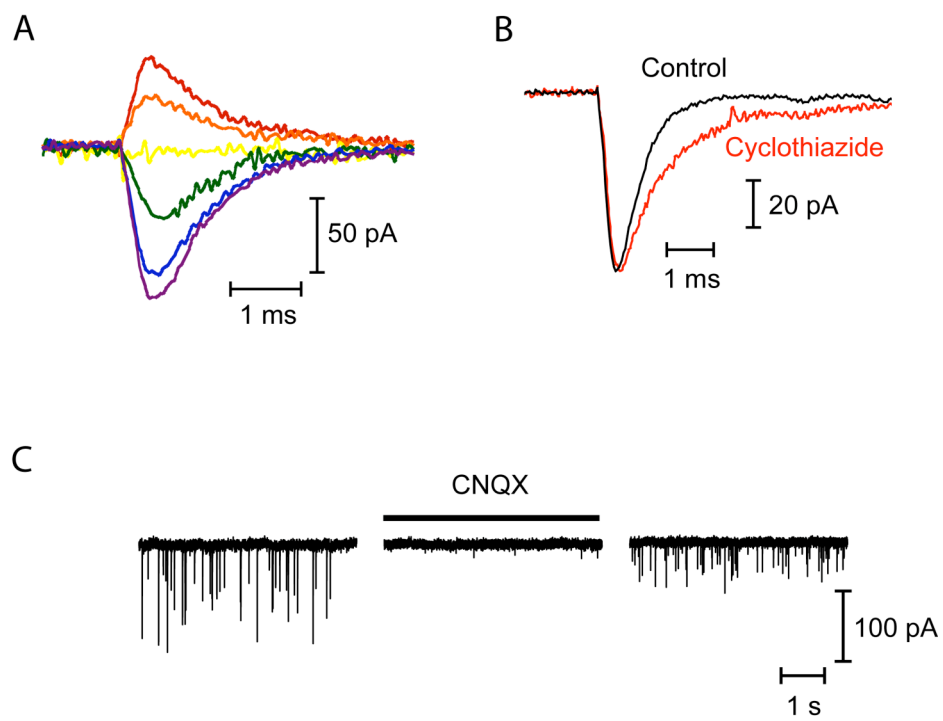 A
50 pA
1 ms
B
Control
Cyclothiazide
20 pA
1 ms
C
CNQX
100 pA
1 s